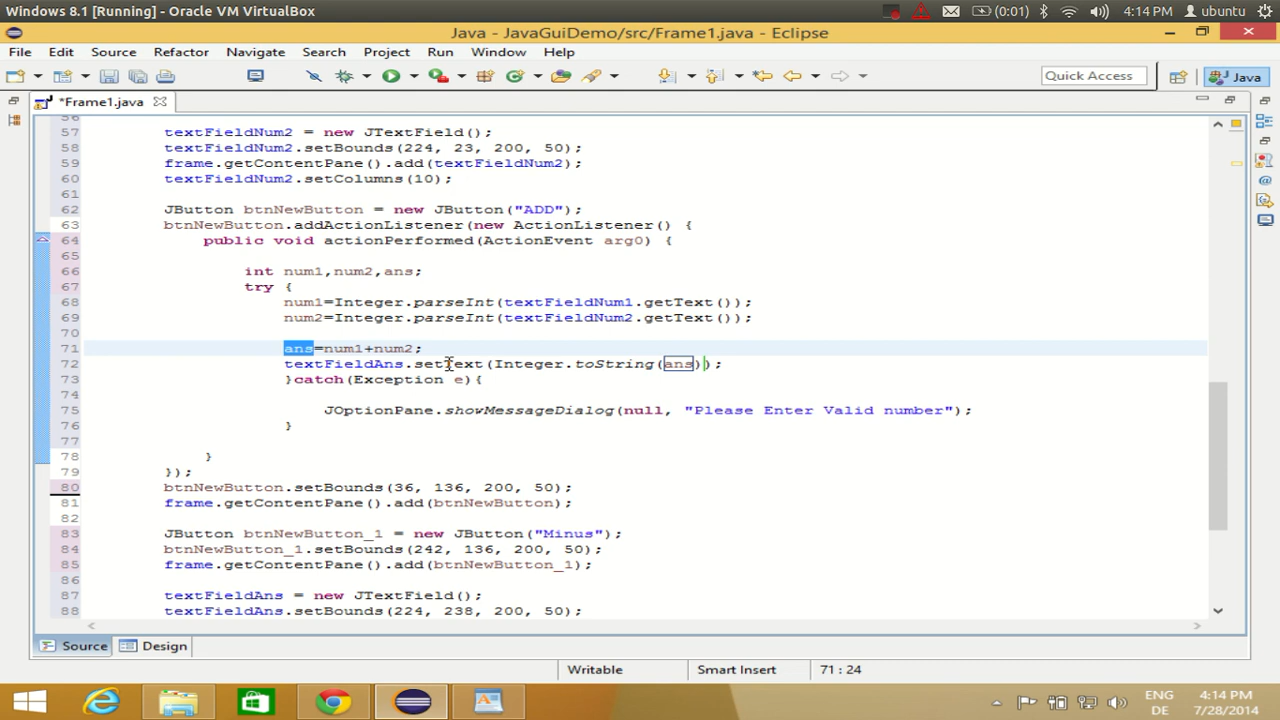 Windows 8.1 [Running] - Oracle VM VirtualBox
(0:01) 4:14 PM ubuntu
Java - JavaGuiDemo/src/Frame1.java - Eclipse
File Edit Source Refactor Navigate Search Project Run Window Help
Quick Access Java
*Frame1.java
56
57 textFieldNum2 = new JTextField();
58 textFieldNum2.setBounds(224, 23, 200, 50);
59 frame.getContentPane().add(textFieldNum2);
60 textFieldNum2.setColumns(10);
61
62 JButton btnNewButton = new JButton("ADD");
63 btnNewButton.addActionListener(new ActionListener() {
64 public void actionPerformed(ActionEvent arg0) {
65
66 int num1,num2,ans;
67 try {
68 num1=Integer.parseInt(textFieldNum1.getText());
69 num2=Integer.parseInt(textFieldNum2.getText());
70
71 ans=num1+num2;
72 textFieldAns.setText(Integer.toString(ans));
73 }catch(Exception e){
74
75 JOptionPane.showMessageDialog(null, "Please Enter Valid number");
76 }
77
78 }
79 });
80 btnNewButton.setBounds(36, 136, 200, 50);
81 frame.getContentPane().add(btnNewButton);
82
83 JButton btnNewButton_1 = new JButton("Minus");
84 btnNewButton_1.setBounds(242, 136, 200, 50);
85 frame.getContentPane().add(btnNewButton_1);
86
87 textFieldAns = new JTextField();
88 textFieldAns.setBounds(224, 238, 200, 50);
Source Design
Writable Smart Insert 71 : 24
ENG 4:14 PM
DE 7/28/2014